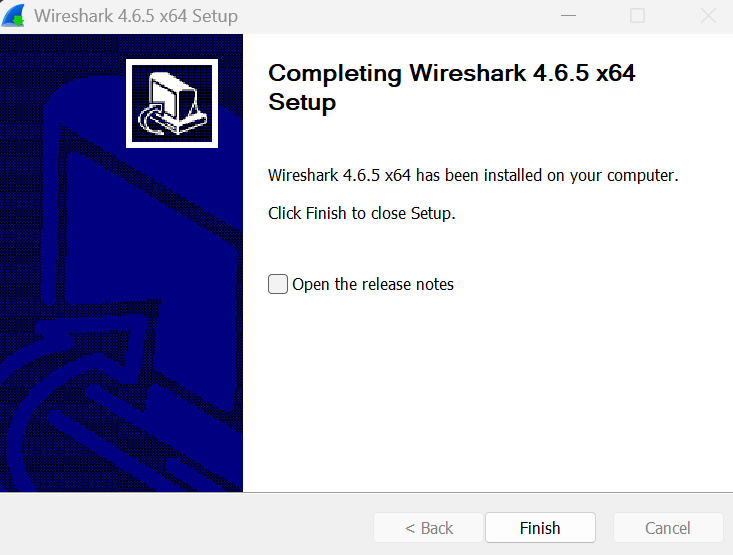 Wireshark 4.6.5 x64 Setup
Completing Wireshark 4.6.5 x64
Setup
Wireshark 4.6.5 x64 has been installed on your computer.
Click Finish to close Setup.
Open the release notes
< Back
Finish
Cancel